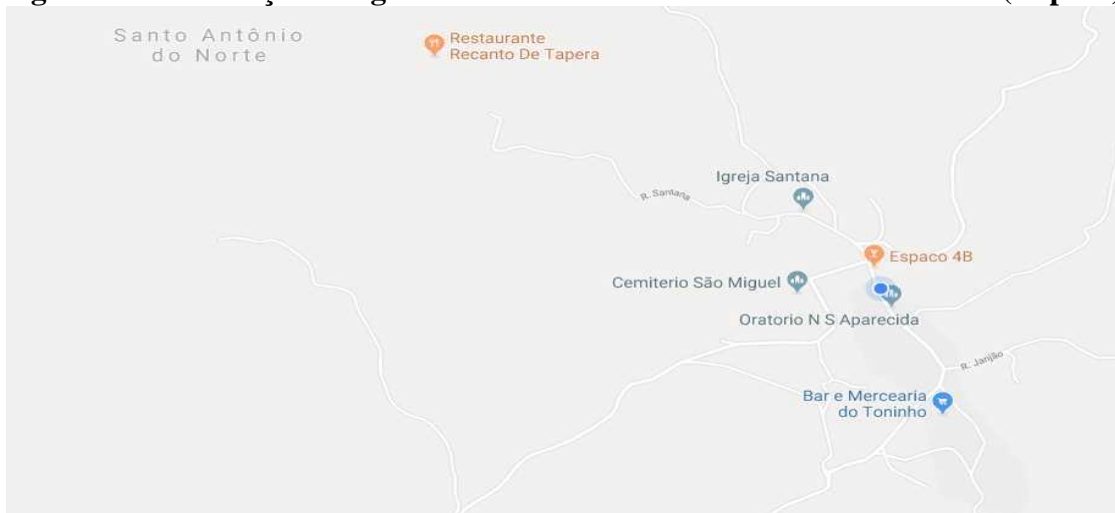 Santo Antônio
do Norte
Restaurante
Recanto De Tapera
Igreja Santana
R. Santana
Espaco 4B
Cemiterio São Miguel
Oratorio N S Aparecida
R. Janjão
Bar e Mercearia
do Toninho